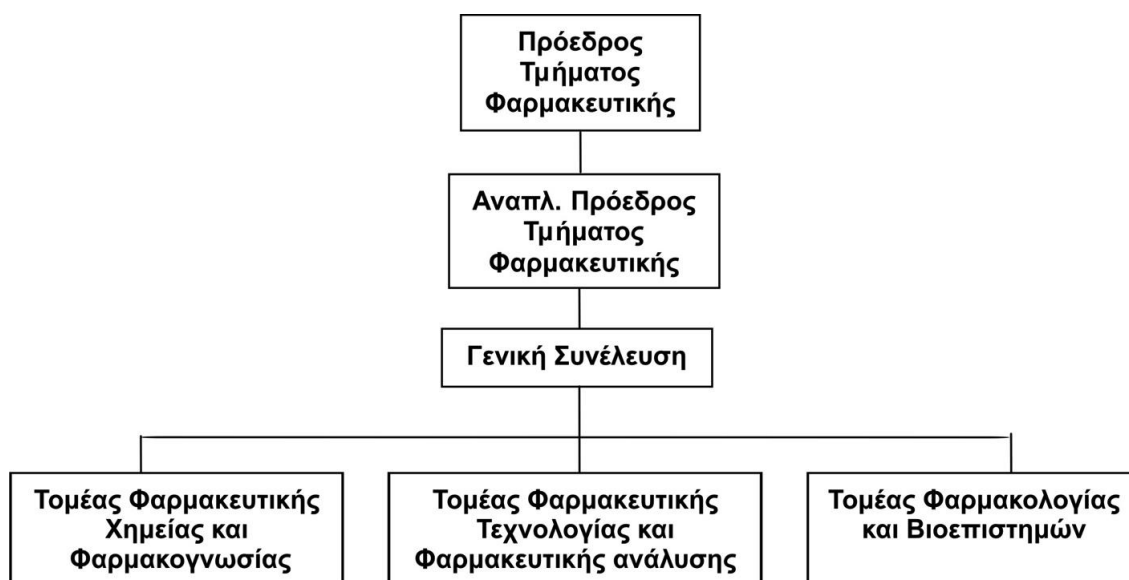 Πρόεδρος
Τμήματος
Φαρμακευτικής
Αναπλ. Πρόεδρος
Τμήματος
Φαρμακευτικής
Γενική Συνέλευση
Τομέας Φαρμακευτικής
Χημείας και
Φαρμακογνωσίας
Τομέας Φαρμακευτικής
Τεχνολογίας και
Φαρμακευτικής ανάλυσης
Τομέας Φαρμακολογίας
και Βιοεπιστημών